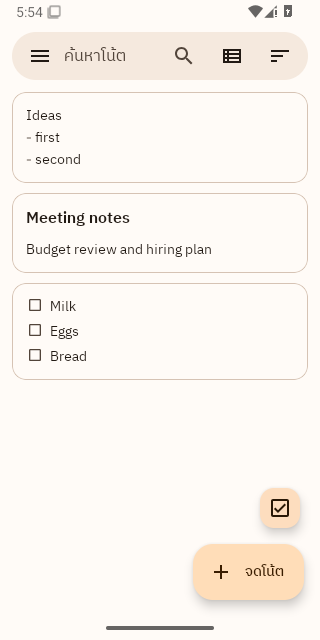 5:54
ค้นหาโน้ต
Ideas
- first
- second
Meeting notes
Budget review and hiring plan
Milk
Eggs
Bread
จดโน้ต